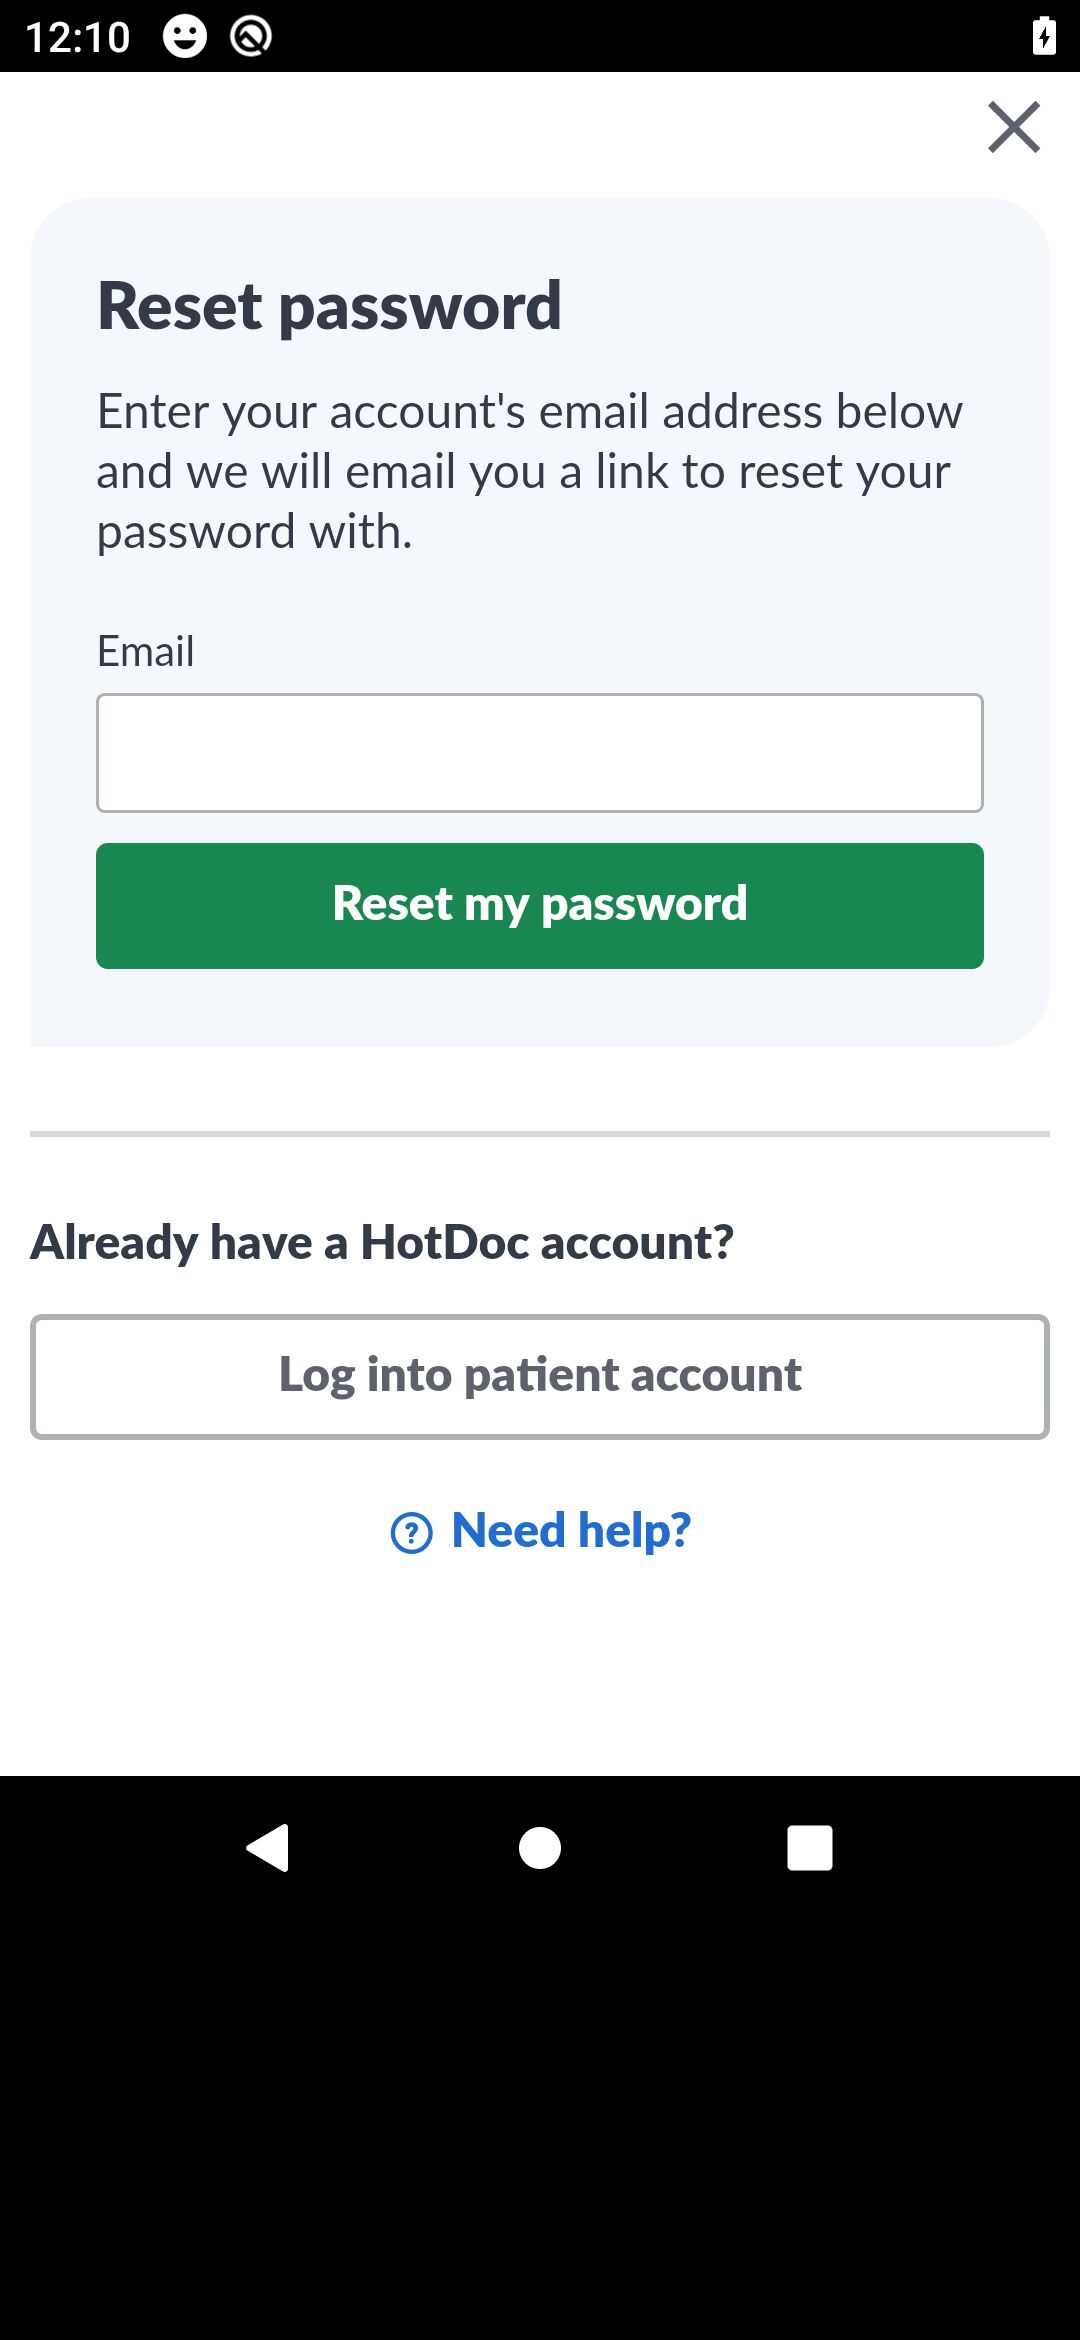 12:10
Reset password
Enter your account's email address below
and we will email you a link to reset your
password with.
Email
Reset my password
Already have a HotDoc account?
Log into patient account
Need help?